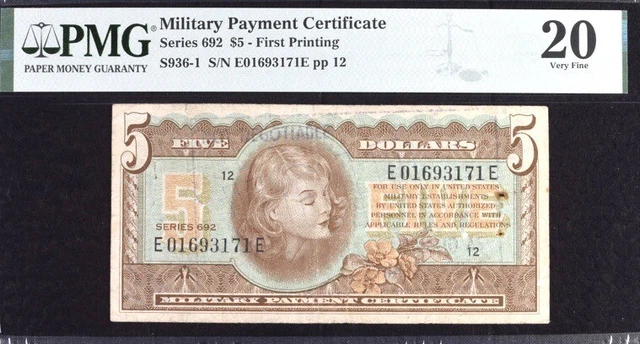 PMG
PAPER MONEY GUARANTY
Military Payment Certificate
Series 692 $5 - First Printing
S936-1 S/N E01693171E pp 12
20
Very Fine
5
5
FIVE DOLLARS
12
E01693171E
5
FOR USE ONLY IN UNITED STATES
MILITARY ESTABLISHMENTS
BY UNITED STATES AUTHORIZED
PERSONNEL IN ACCORDANCE WITH
APPLICABLE RULES AND REGULATIONS
SERIES 692
E01693171E
12
MILITARY PAYMENT CERTIFICATE